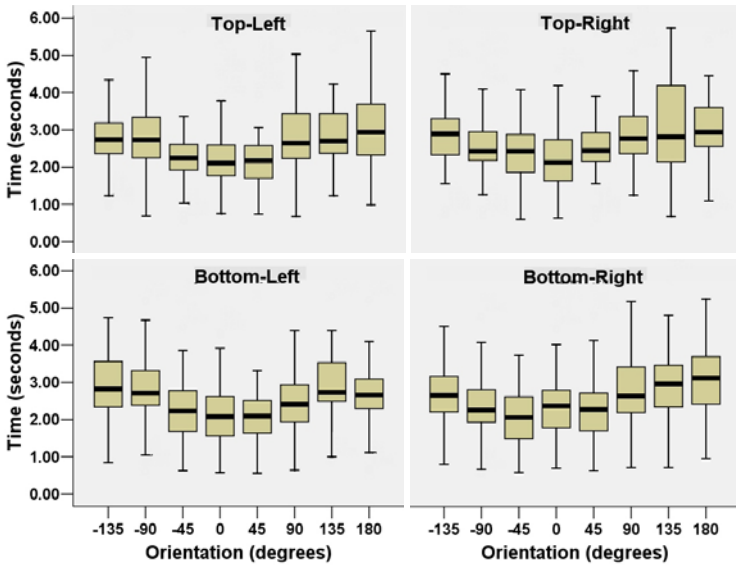 Top-Left
Top-Right
Time (seconds)
6.00
5.00
4.00
3.00
2.00
1.00
0.00
Bottom-Left
Bottom-Right
Time (seconds)
6.00
5.00
4.00
3.00
2.00
1.00
0.00
-135 -90 -45 0 45 90 135 180
-135 -90 -45 0 45 90 135 180
Orientation (degrees)
Orientation (degrees)